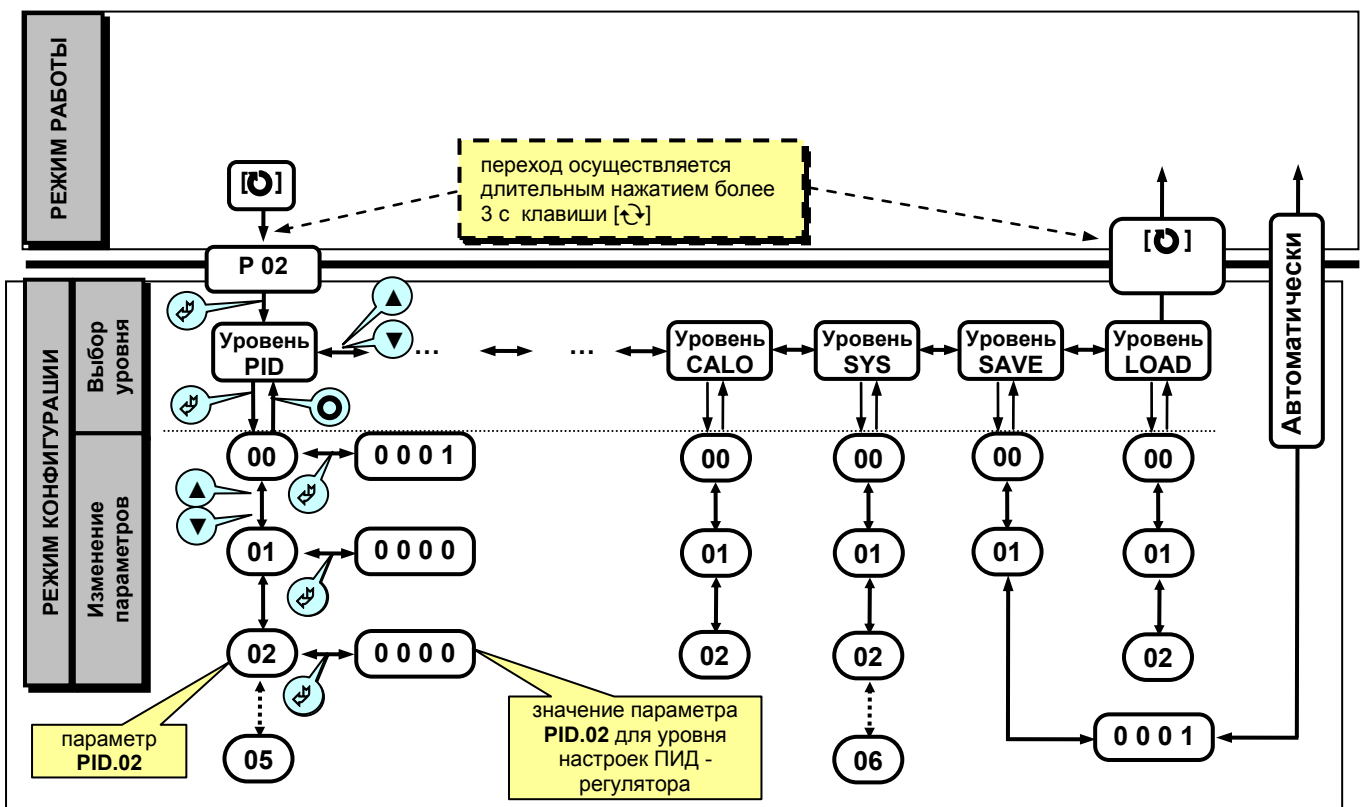 РЕЖИМ РАБОТЫ
переход осуществляется
длительным нажатием более
3 с клавиши [ ]
[ ]
[ ]
P 02
Автоматически
РЕЖИМ КОНФИГУРАЦИИ
Выбор
уровня
Изменение
параметров
Уровень
PID
▲
▼
...
...
Уровень
CALO
Уровень
SYS
Уровень
SAVE
Уровень
LOAD
00
0 0 0 1
00
00
00
00
▲
▼
01
0 0 0 0
01
01
01
01
02
0 0 0 0
02
02
02
параметр
PID.02
05
значение параметра
PID.02 для уровня
настроек ПИД -
регулятора
06
0 0 0 1